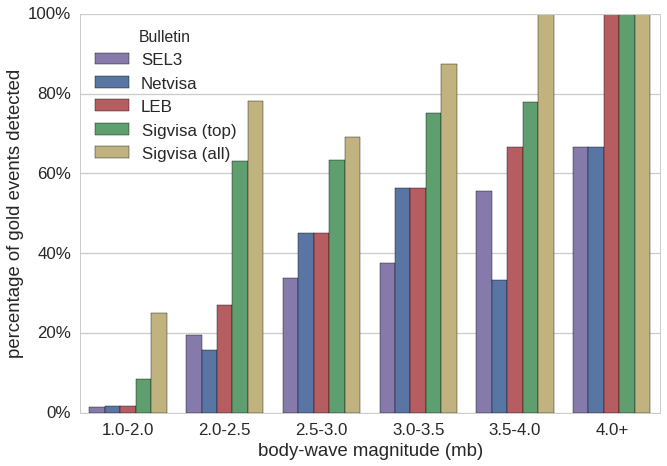 100%
80%
60%
40%
20%
0%
percentage of gold events detected
Bulletin
SEL3
Netvisa
LEB
Sigvisa (top)
Sigvisa (all)
1.0-2.0 2.0-2.5 2.5-3.0 3.0-3.5 3.5-4.0 4.0+
body-wave magnitude (mb)